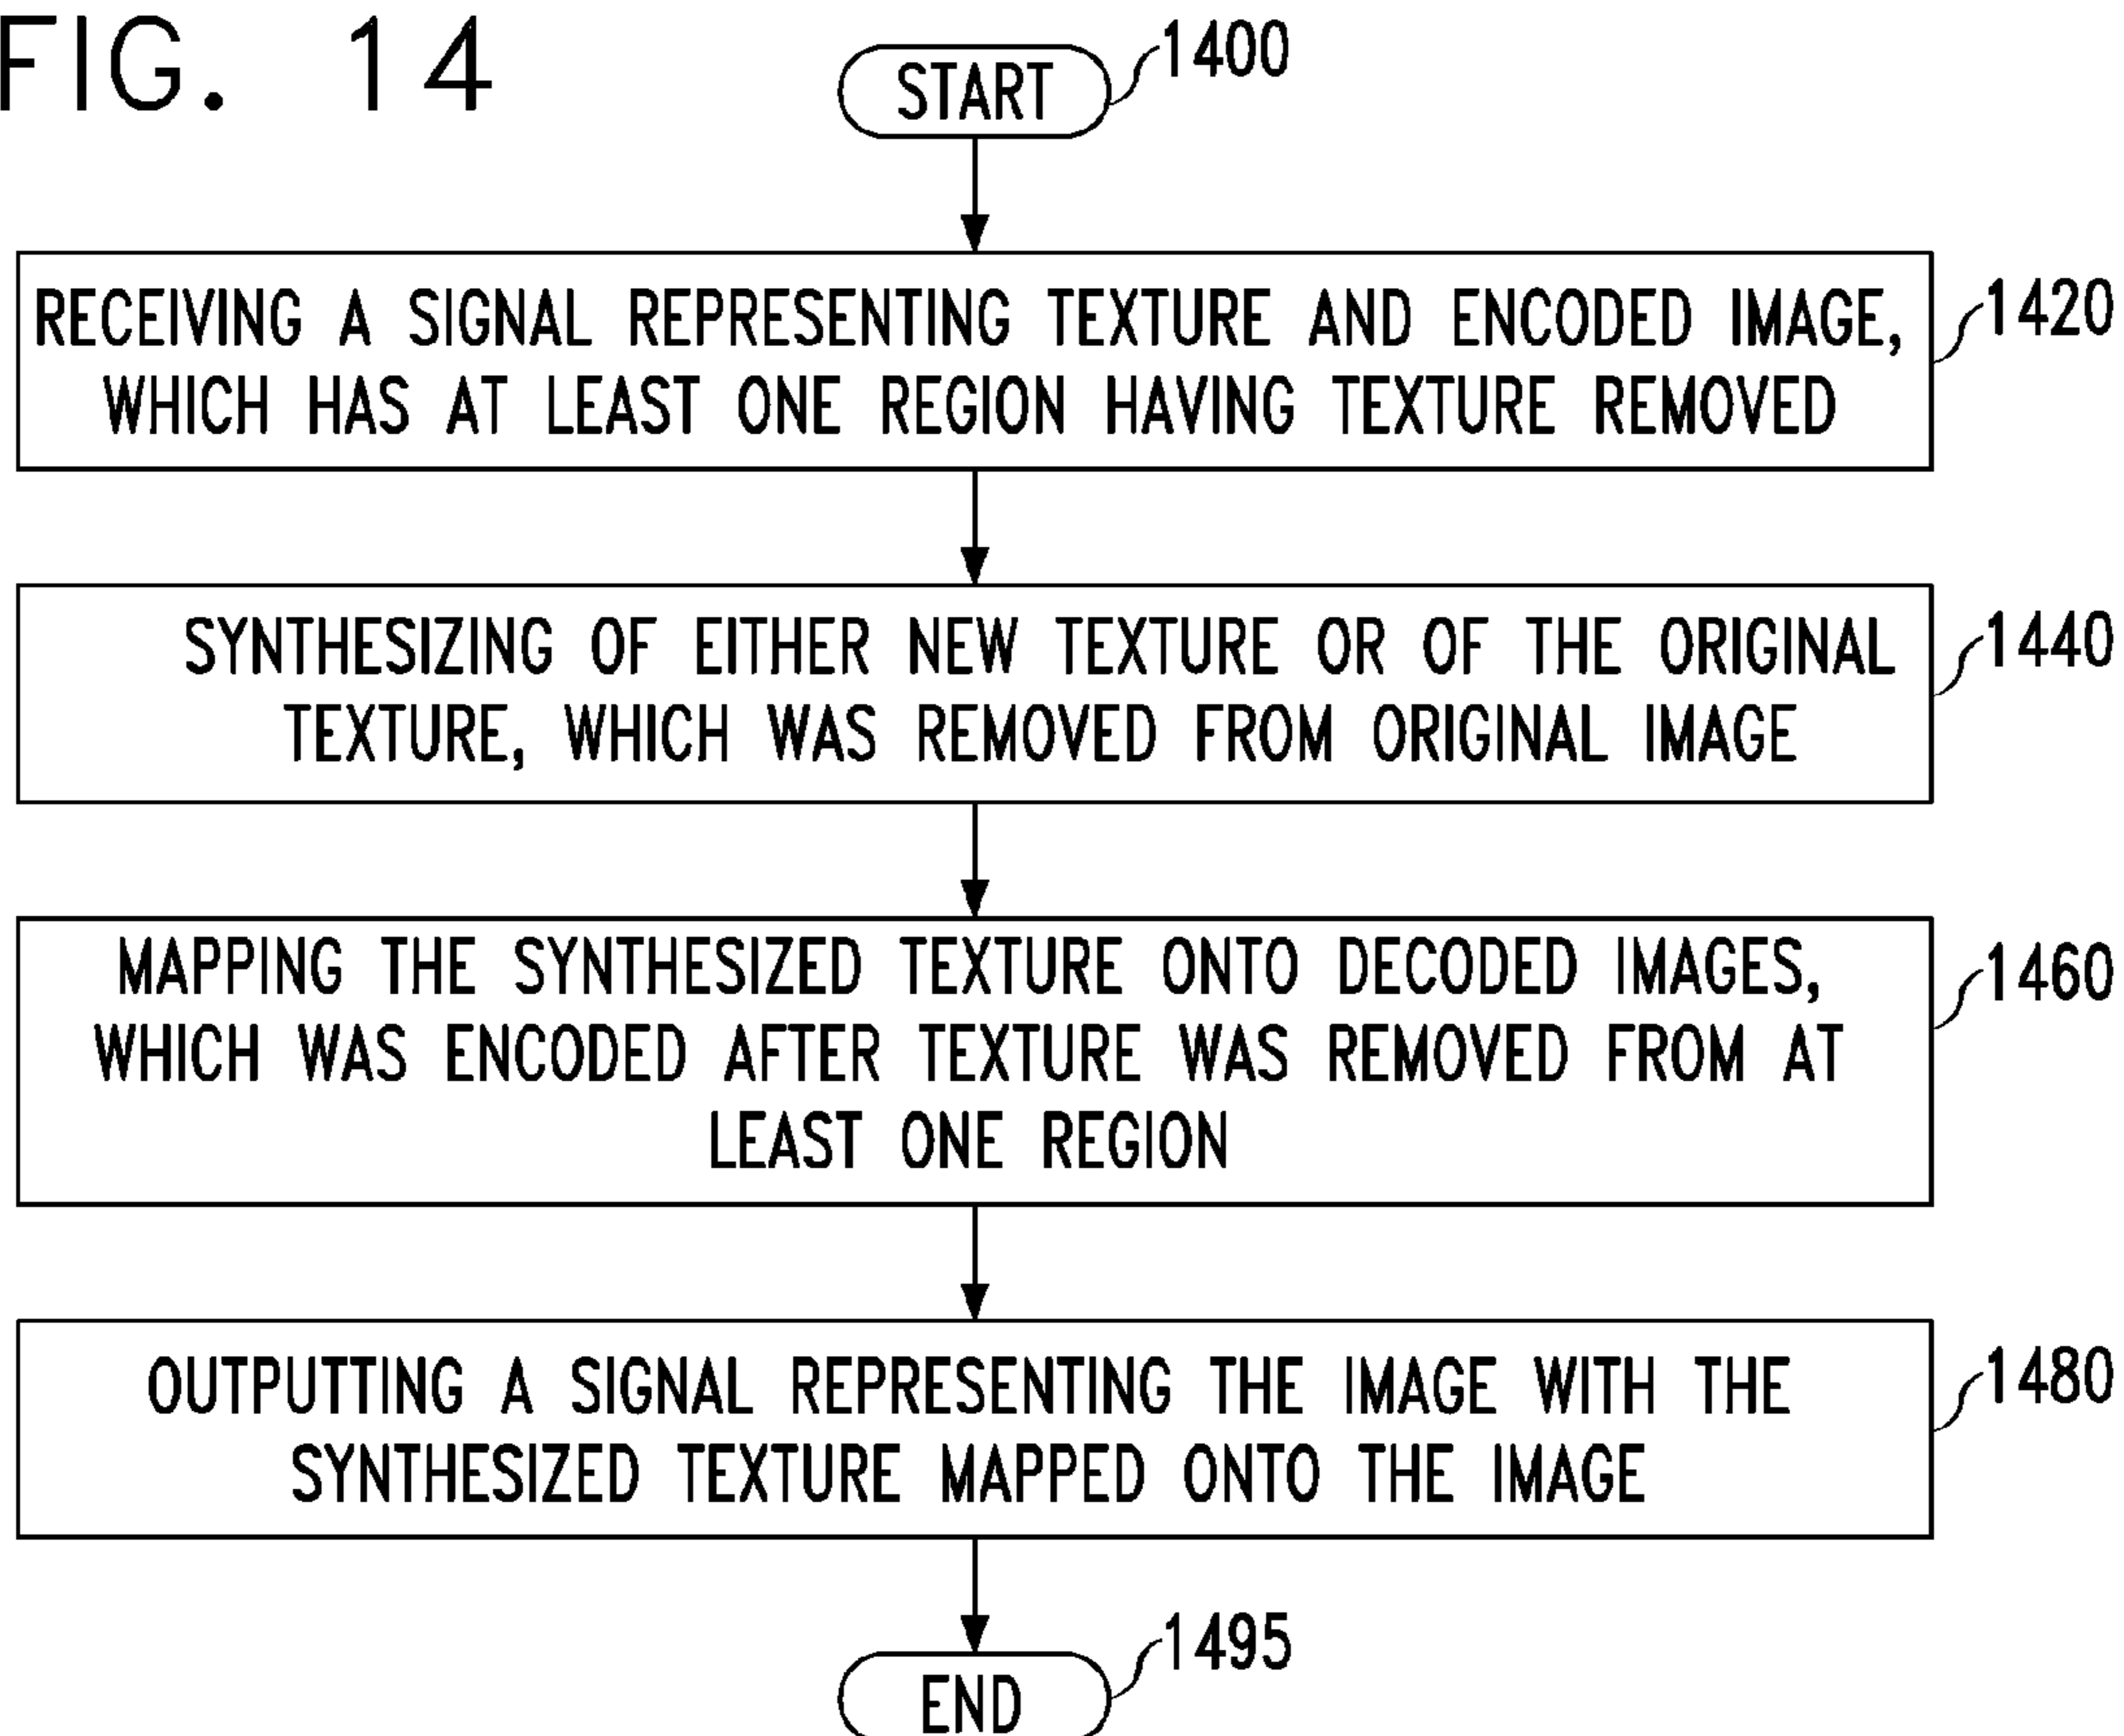 FIG. 14
START
1400
RECEIVING A SIGNAL REPRESENTING TEXTURE AND ENCODED IMAGE,
WHICH HAS AT LEAST ONE REGION HAVING TEXTURE REMOVED
1420
SYNTHESIZING OF EITHER NEW TEXTURE OR OF THE ORIGINAL
TEXTURE, WHICH WAS REMOVED FROM ORIGINAL IMAGE
1440
MAPPING THE SYNTHESIZED TEXTURE ONTO DECODED IMAGES,
WHICH WAS ENCODED AFTER TEXTURE WAS REMOVED FROM AT
LEAST ONE REGION
1460
OUTPUTTING A SIGNAL REPRESENTING THE IMAGE WITH THE
SYNTHESIZED TEXTURE MAPPED ONTO THE IMAGE
1480
END
1495